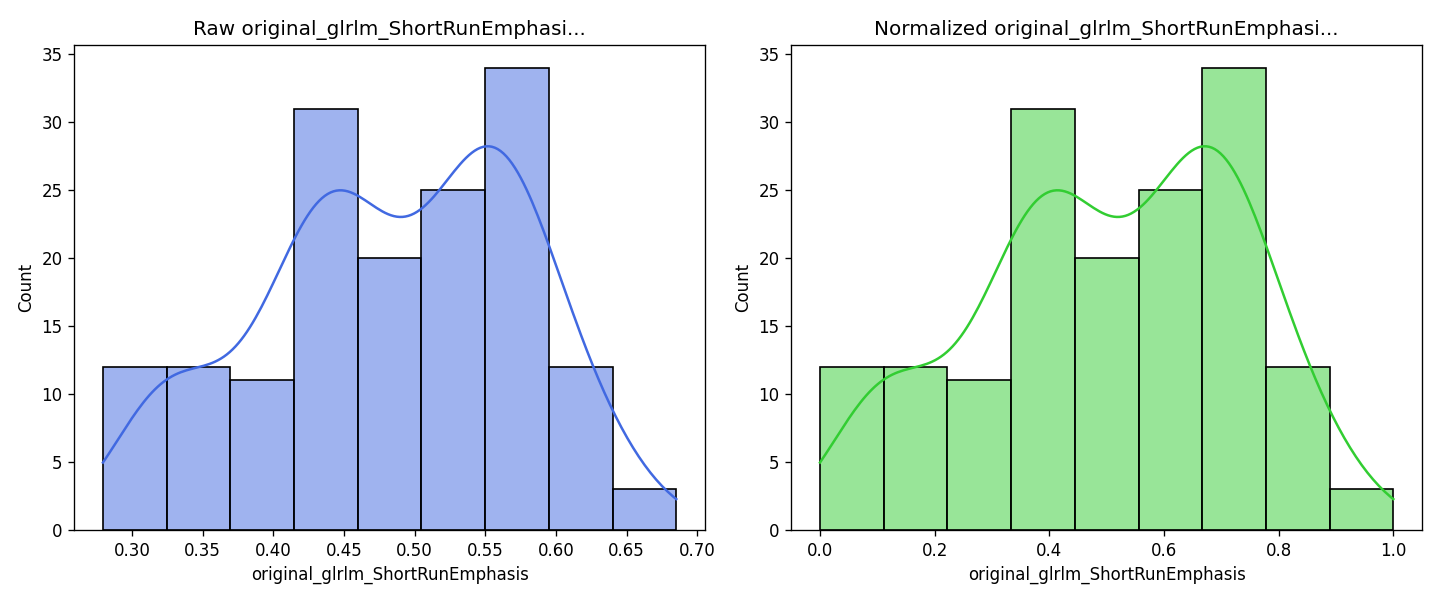 Raw original_glrlm_ShortRunEmphasi...
35
30
25
20
15
10
5
0
Count
0.30 0.35 0.40 0.45 0.50 0.55 0.60 0.65 0.70
original_glrlm_ShortRunEmphasis
Normalized original_glrlm_ShortRunEmphasi...
35
30
25
20
15
10
5
0
Count
0.0 0.2 0.4 0.6 0.8 1.0
original_glrlm_ShortRunEmphasis